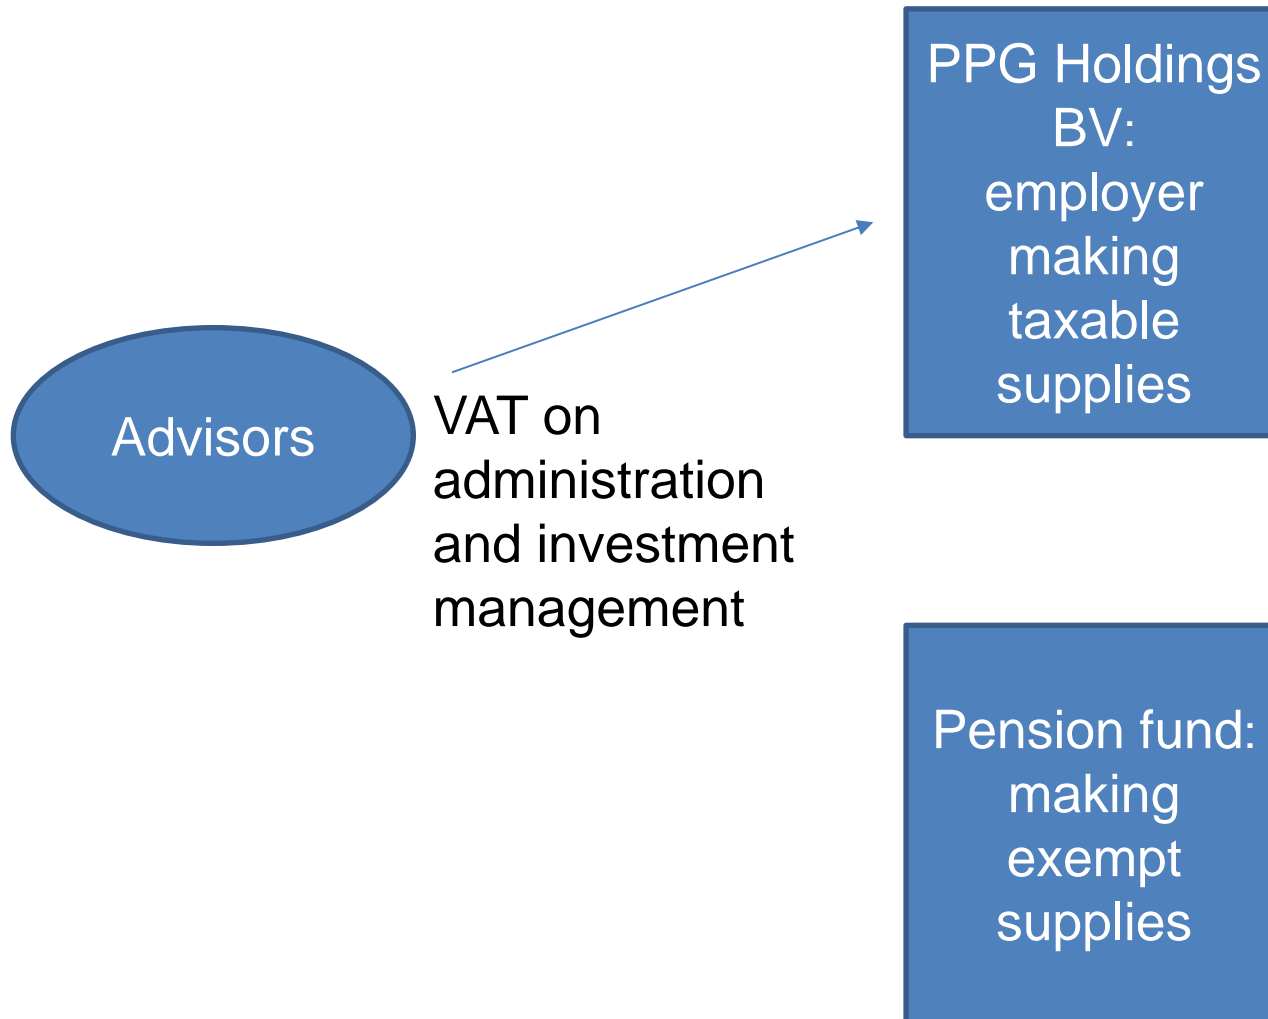 PPG Holdings
BV:
employer
making
taxable
supplies
Advisors
VAT on
administration
and investment
management
Pension fund:
making
exempt
supplies